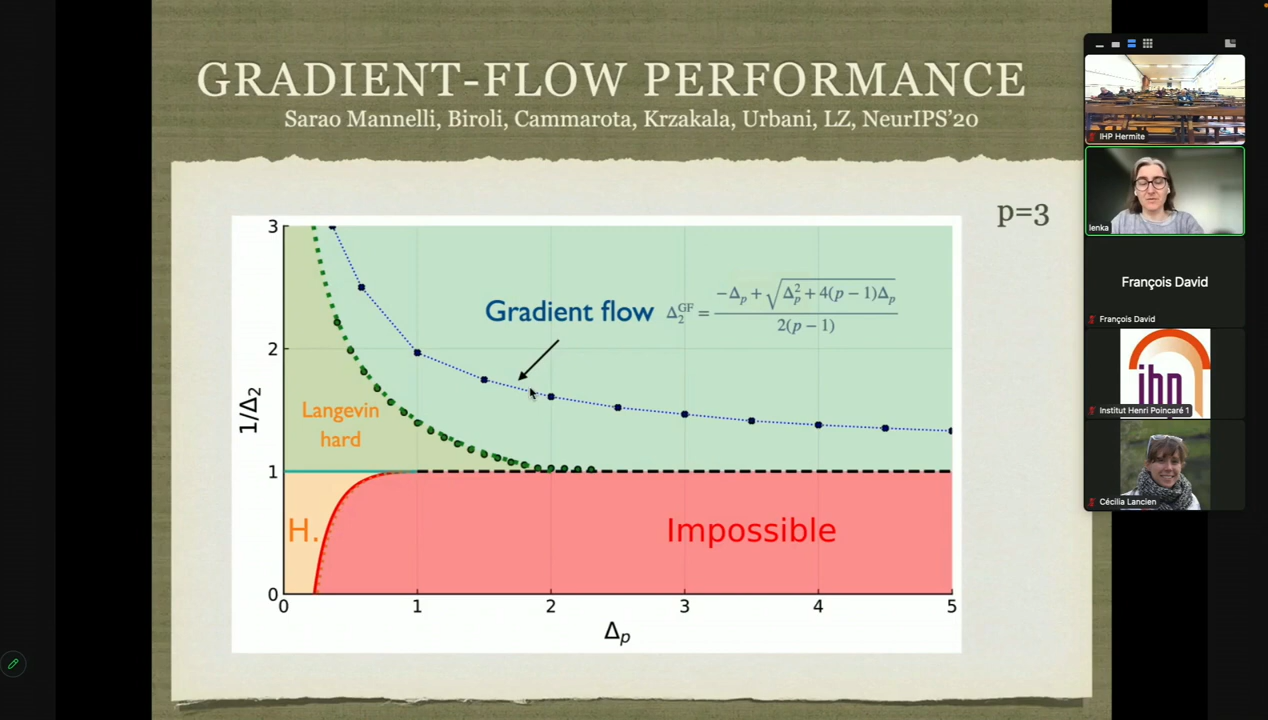 GRADIENT-FLOW PERFORMANCE
Sarao Mannelli, Biroli, Cammarota, Krzakala, Urbani, LZ, NeurIPS'20
p=3
3
2
1
0
1/Δ₂
Gradient flow
Δ₂^GF = (−Δₚ + √(Δₚ² + 4(p − 1)Δₚ)) / (2(p − 1))
Langevin
hard
H.
Impossible
0 1 2 3 4 5
Δₚ
IHP Hermite
lenka
François David
François David
ihp
Institut Henri Poincaré 1
Cécilia Lancien